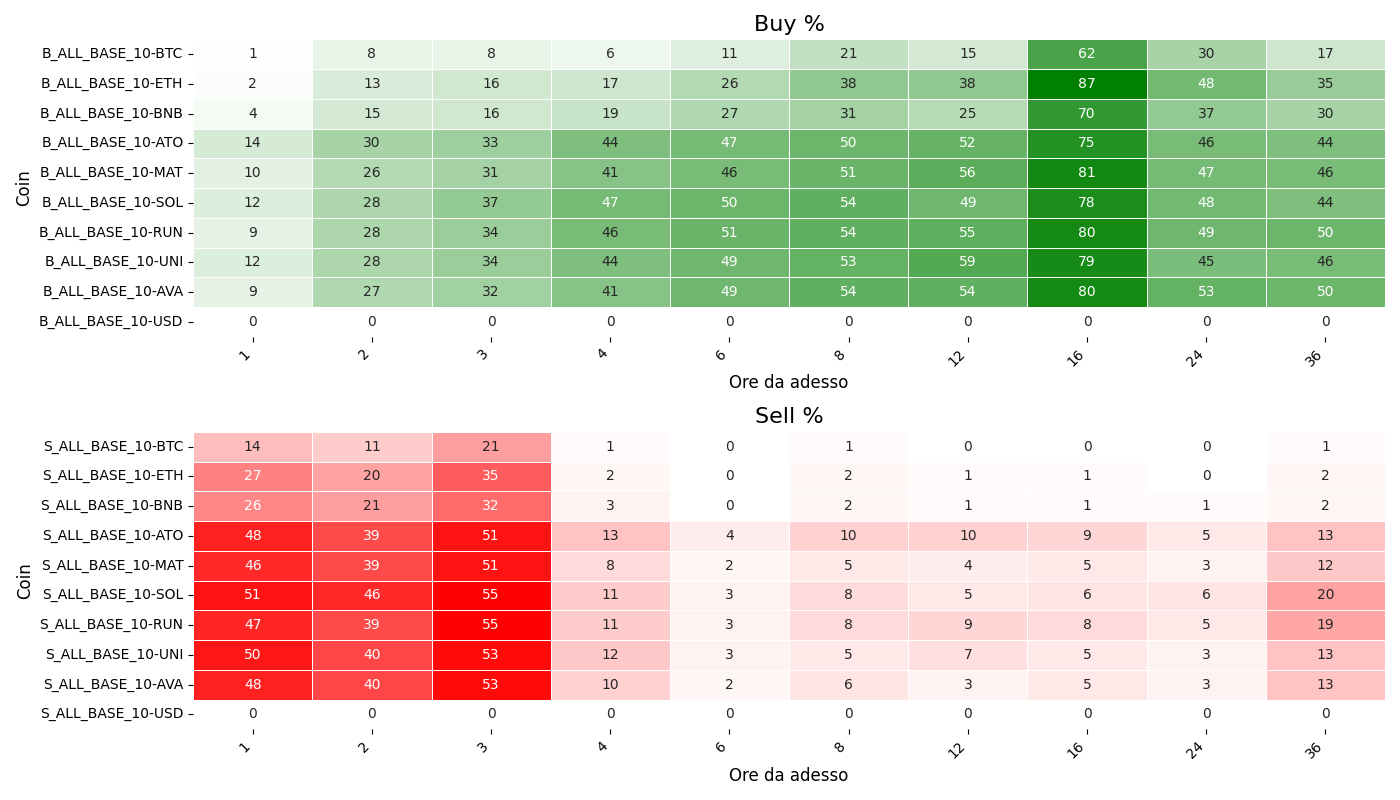 Buy %
Coin
B_ALL_BASE_10-BTC 1 8 8 6 11 21 15 62 30 17
B_ALL_BASE_10-ETH 2 13 16 17 26 38 38 87 48 35
B_ALL_BASE_10-BNB 4 15 16 19 27 31 25 70 37 30
B_ALL_BASE_10-ATO 14 30 33 44 47 50 52 75 46 44
B_ALL_BASE_10-MAT 10 26 31 41 46 51 56 81 47 46
B_ALL_BASE_10-SOL 12 28 37 47 50 54 49 78 48 44
B_ALL_BASE_10-RUN 9 28 34 46 51 54 55 80 49 50
B_ALL_BASE_10-UNI 12 28 34 44 49 53 59 79 45 46
B_ALL_BASE_10-AVA 9 27 32 41 49 54 54 80 53 50
B_ALL_BASE_10-USD 0 0 0 0 0 0 0 0 0 0
1 2 3 4 6 8 12 16 24 36
Ore da adesso
Sell %
Coin
S_ALL_BASE_10-BTC 14 11 21 1 0 1 0 0 0 1
S_ALL_BASE_10-ETH 27 20 35 2 0 2 1 1 0 2
S_ALL_BASE_10-BNB 26 21 32 3 0 2 1 1 1 2
S_ALL_BASE_10-ATO 48 39 51 13 4 10 10 9 5 13
S_ALL_BASE_10-MAT 46 39 51 8 2 5 4 5 3 12
S_ALL_BASE_10-SOL 51 46 55 11 3 8 5 6 6 20
S_ALL_BASE_10-RUN 47 39 55 11 3 8 9 8 5 19
S_ALL_BASE_10-UNI 50 40 53 12 3 5 7 5 3 13
S_ALL_BASE_10-AVA 48 40 53 10 2 6 3 5 3 13
S_ALL_BASE_10-USD 0 0 0 0 0 0 0 0 0 0
1 2 3 4 6 8 12 16 24 36
Ore da adesso